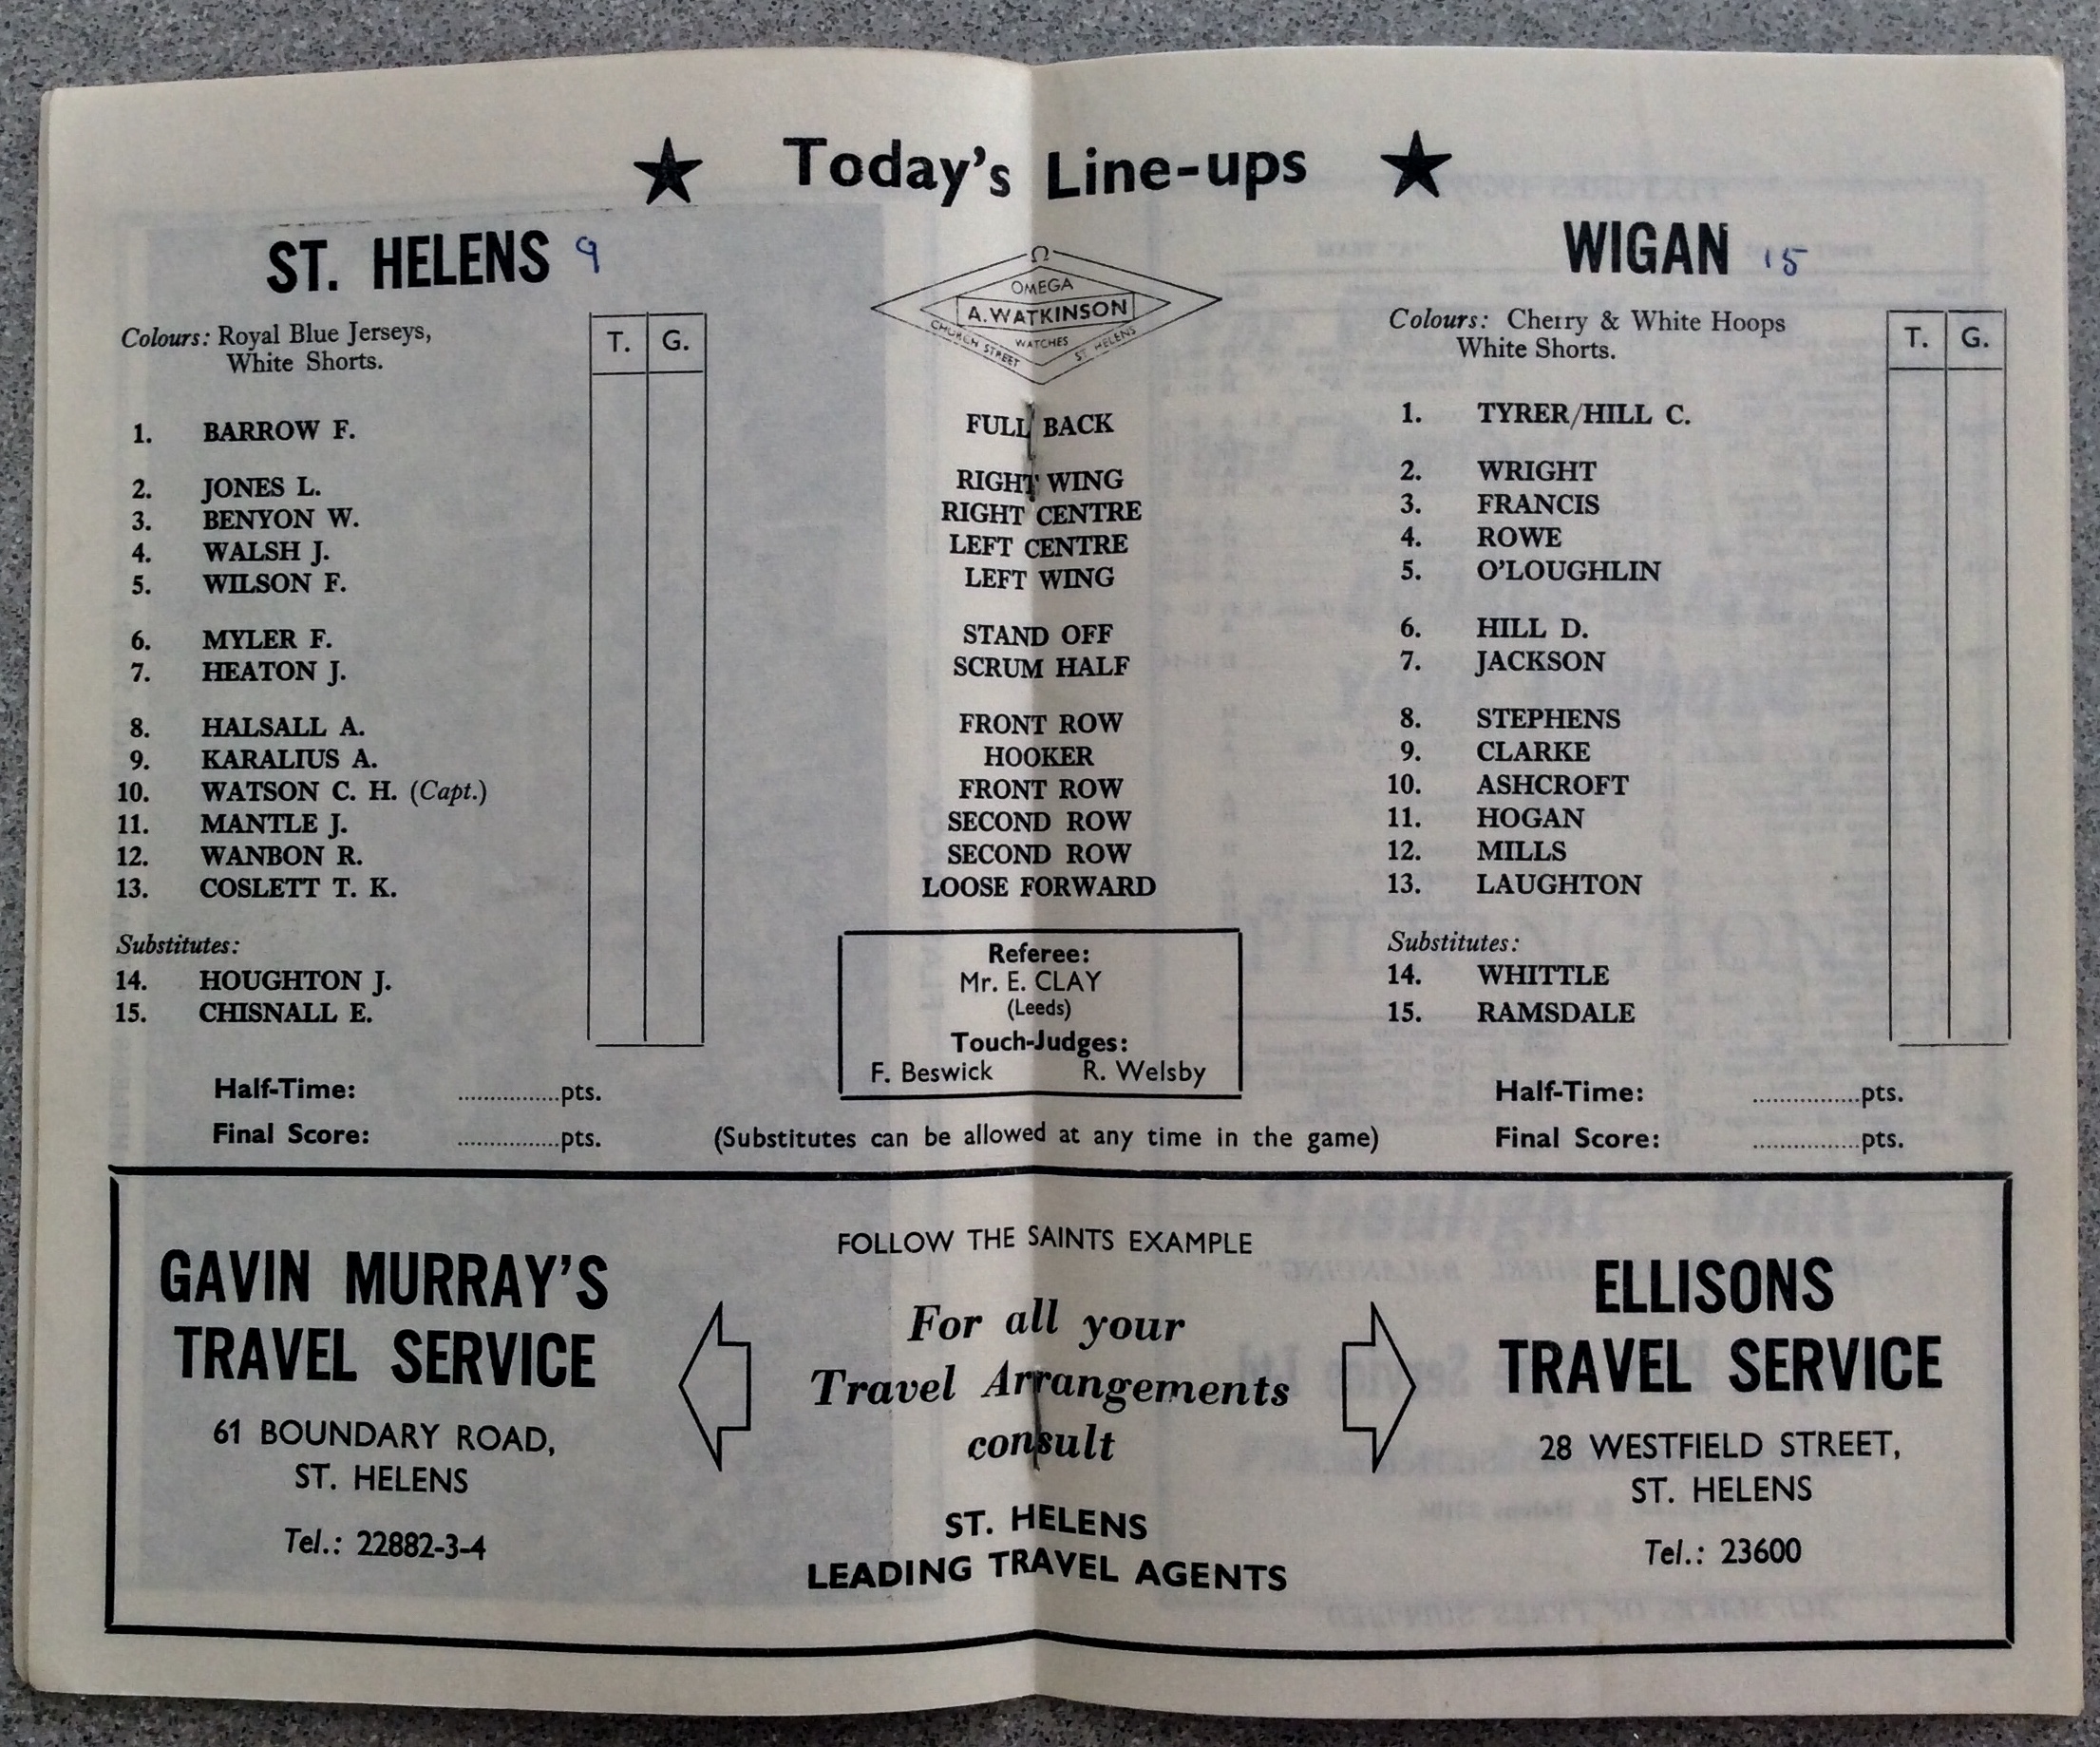 ★ Today's Line-ups ★
ST. HELENS 9
Colours: Royal Blue Jerseys,
White Shorts.
T. G.
1. BARROW F.
2. JONES L.
3. BENYON W.
4. WALSH J.
5. WILSON F.
6. MYLER F.
7. HEATON J.
8. HALSALL A.
9. KARALIUS A.
10. WATSON C. H. (Capt.)
11. MANTLE J.
12. WANBON R.
13. COSLETT T. K.
Substitutes:
14. HOUGHTON J.
15. CHISNALL E.
Half-Time: ................pts.
Final Score: ................pts.
Ω
OMEGA
A. WATKINSON
WATCHES
CHURCH STREET ST. HELENS
FULL BACK
RIGHT WING
RIGHT CENTRE
LEFT CENTRE
LEFT WING
STAND OFF
SCRUM HALF
FRONT ROW
HOOKER
FRONT ROW
SECOND ROW
SECOND ROW
LOOSE FORWARD
Referee:
Mr. E. CLAY
(Leeds)
Touch-Judges:
F. Beswick R. Welsby
(Substitutes can be allowed at any time in the game)
WIGAN 15
Colours: Cherry & White Hoops
White Shorts.
T. G.
1. TYRER/HILL C.
2. WRIGHT
3. FRANCIS
4. ROWE
5. O'LOUGHLIN
6. HILL D.
7. JACKSON
8. STEPHENS
9. CLARKE
10. ASHCROFT
11. HOGAN
12. MILLS
13. LAUGHTON
Substitutes:
14. WHITTLE
15. RAMSDALE
Half-Time: ................pts.
Final Score: ................pts.
GAVIN MURRAY'S
TRAVEL SERVICE
61 BOUNDARY ROAD,
ST. HELENS
Tel.: 22882-3-4
FOLLOW THE SAINTS EXAMPLE
For all your
Travel Arrangements
consult
ST. HELENS
LEADING TRAVEL AGENTS
ELLISONS
TRAVEL SERVICE
28 WESTFIELD STREET,
ST. HELENS
Tel.: 23600